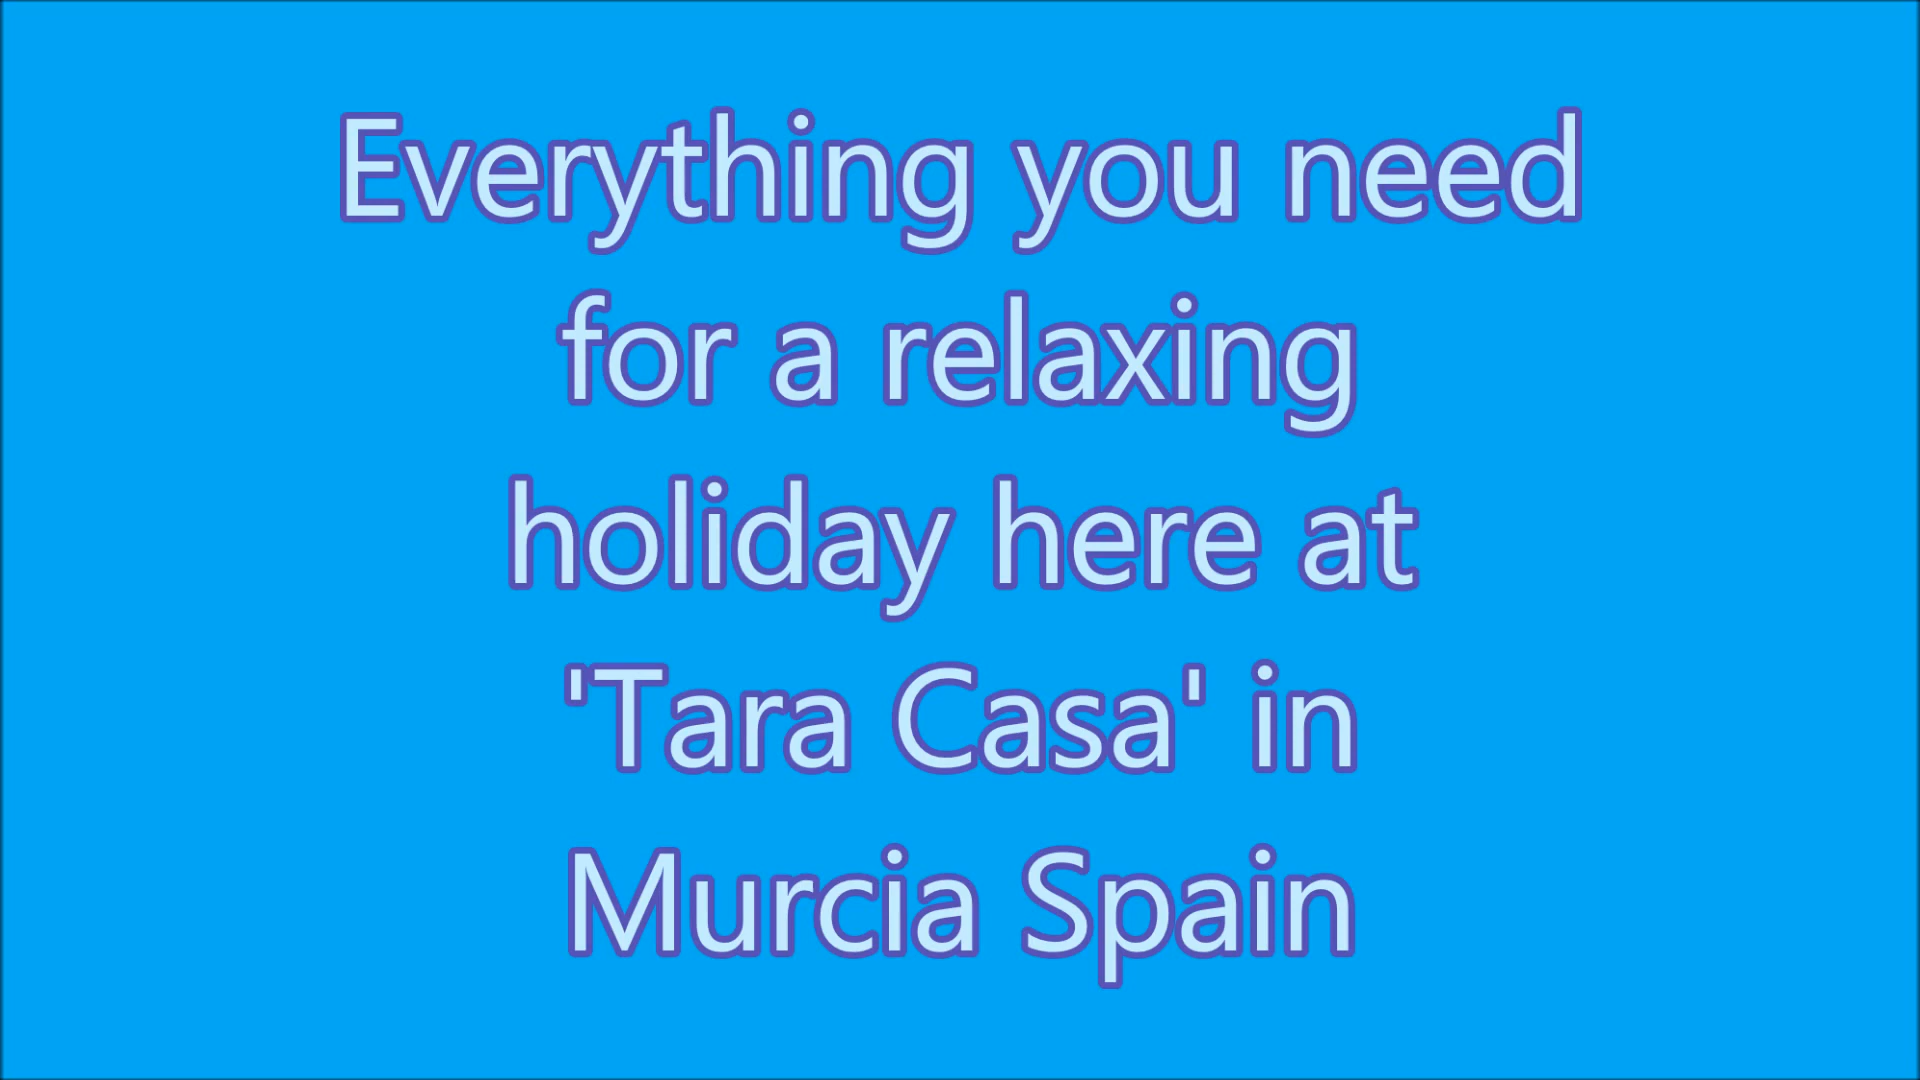 Everything you need
for a relaxing
holiday here at
'Tara Casa' in
Murcia Spain